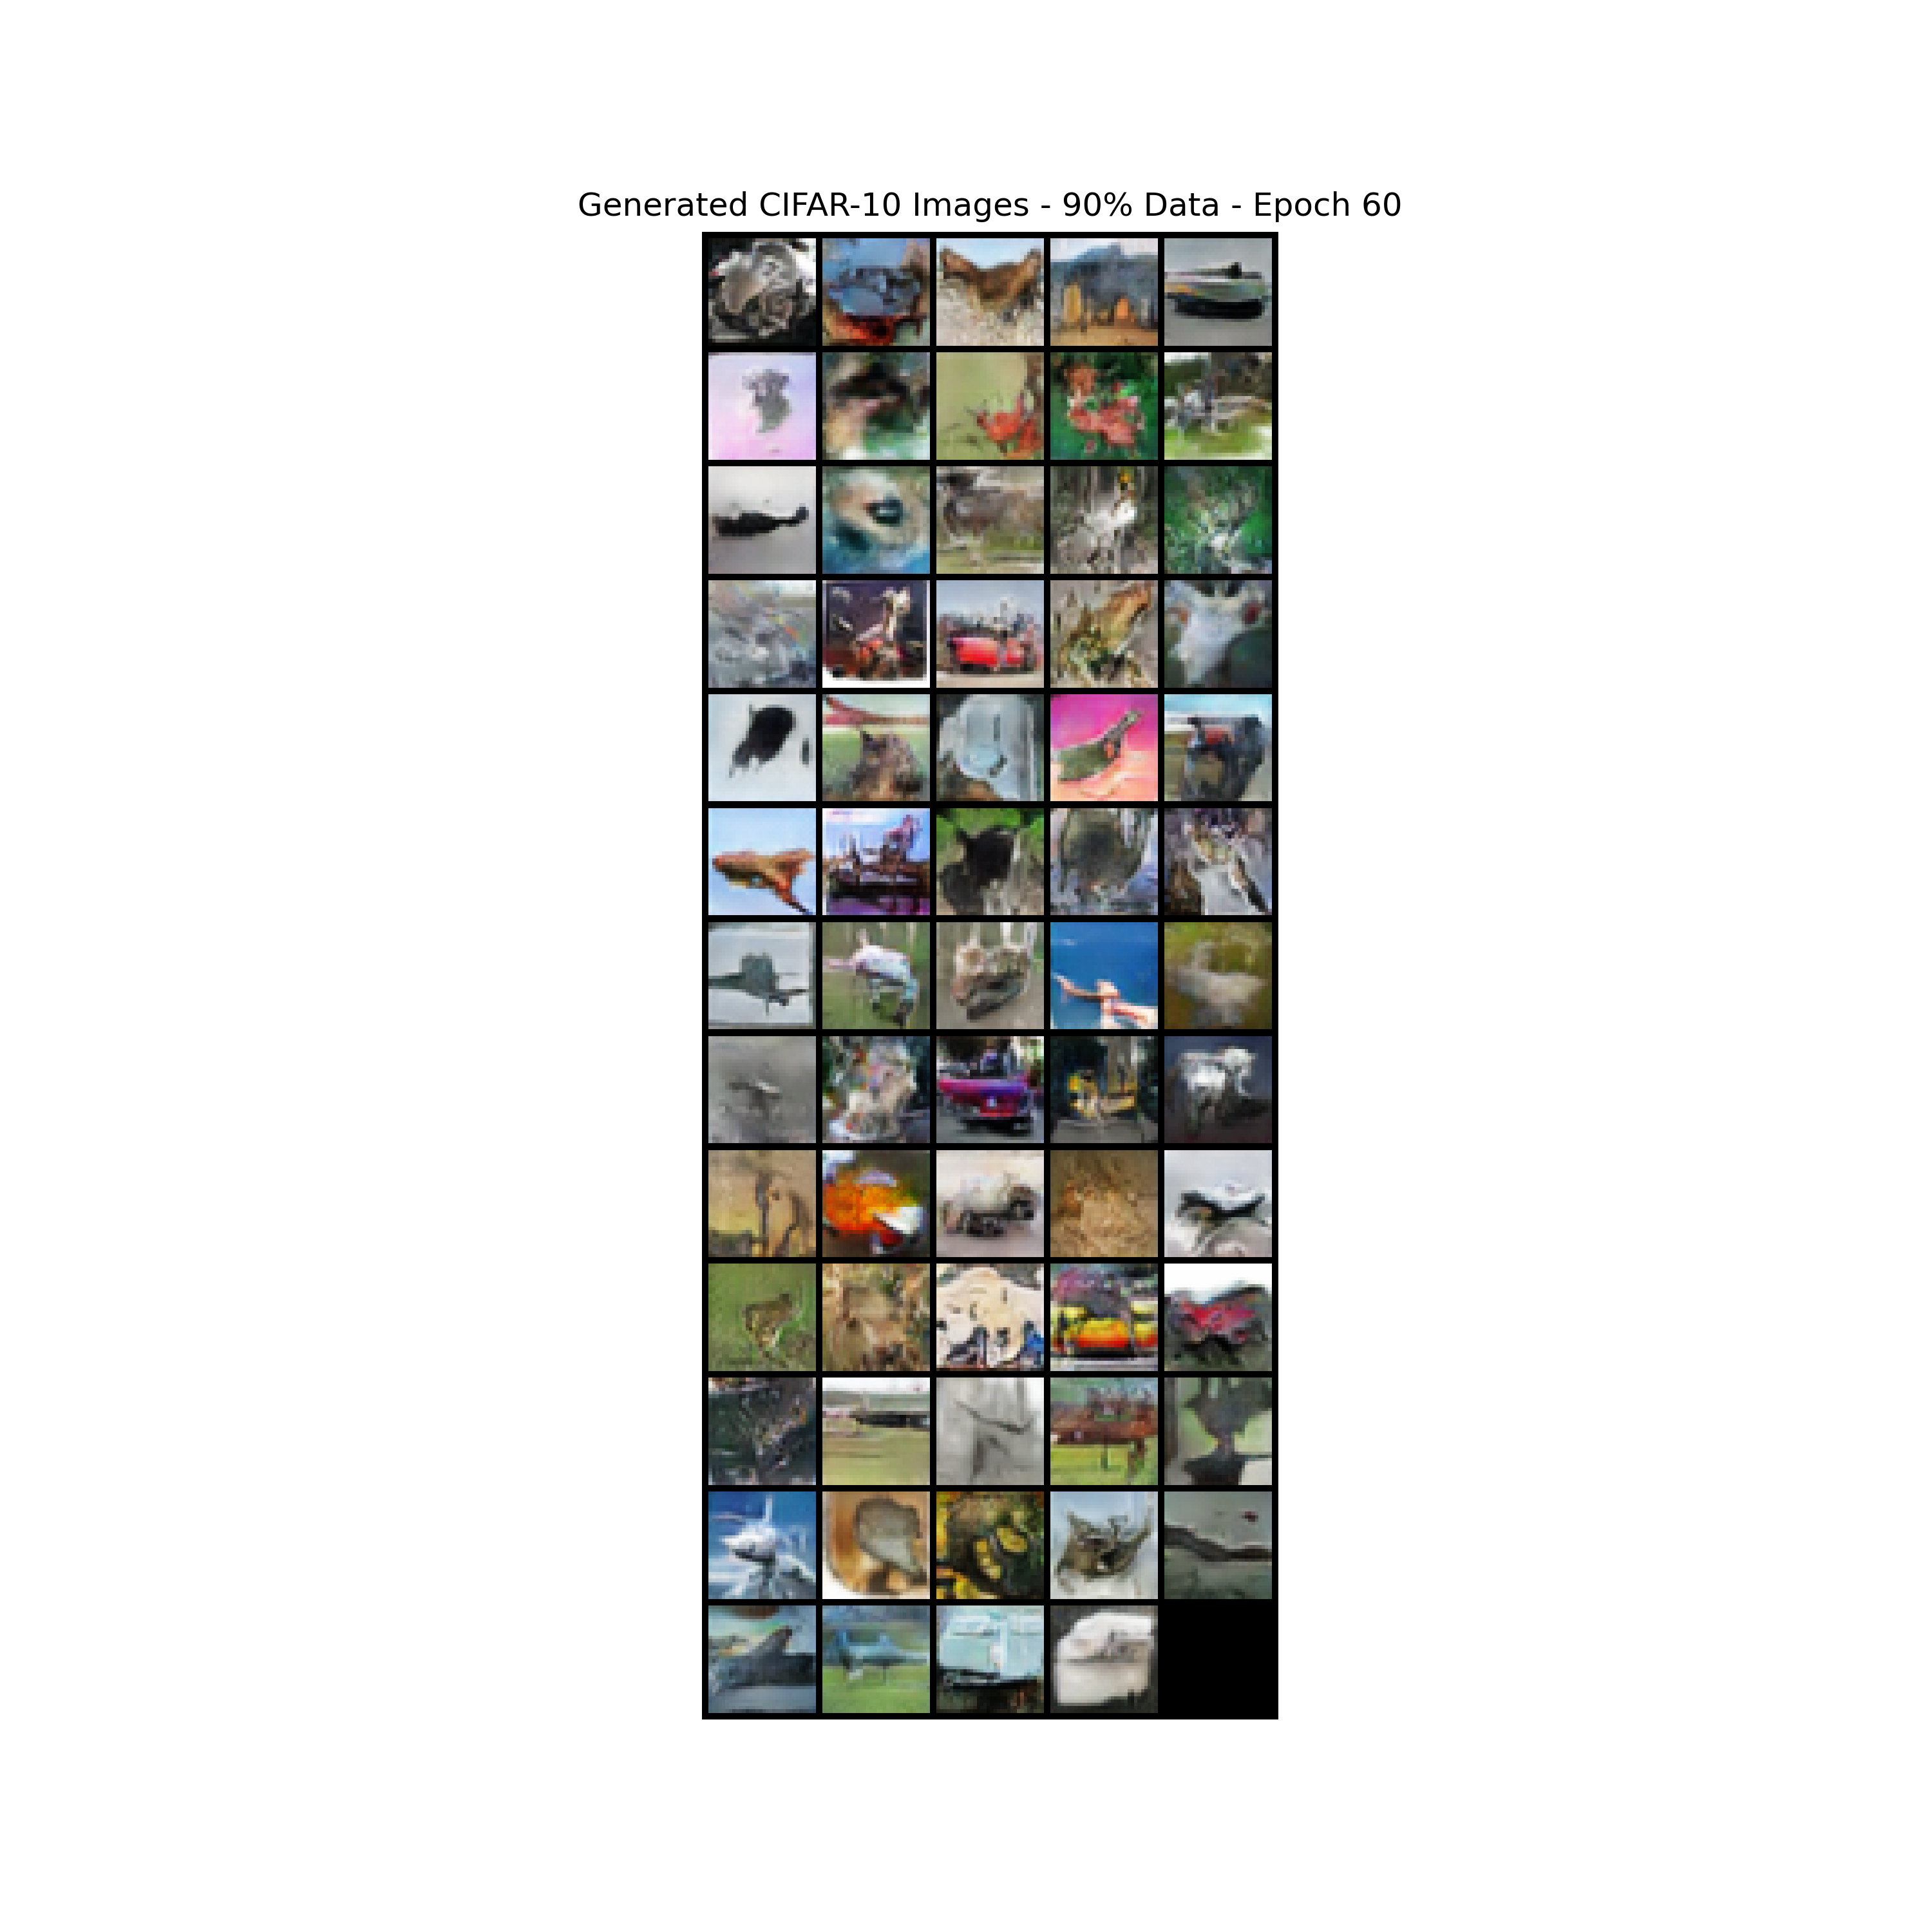 Generated CIFAR-10 Images - 90% Data - Epoch 60